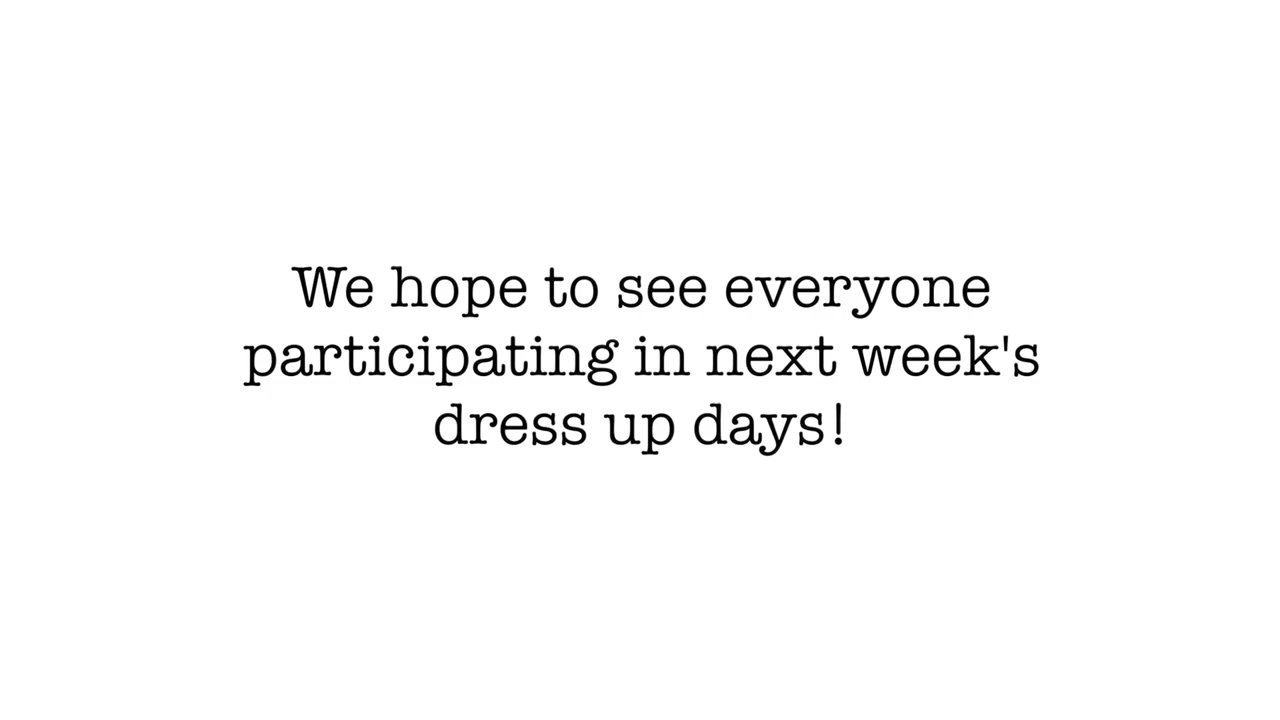 We hope to see everyone
participating in next week's
dress up days!